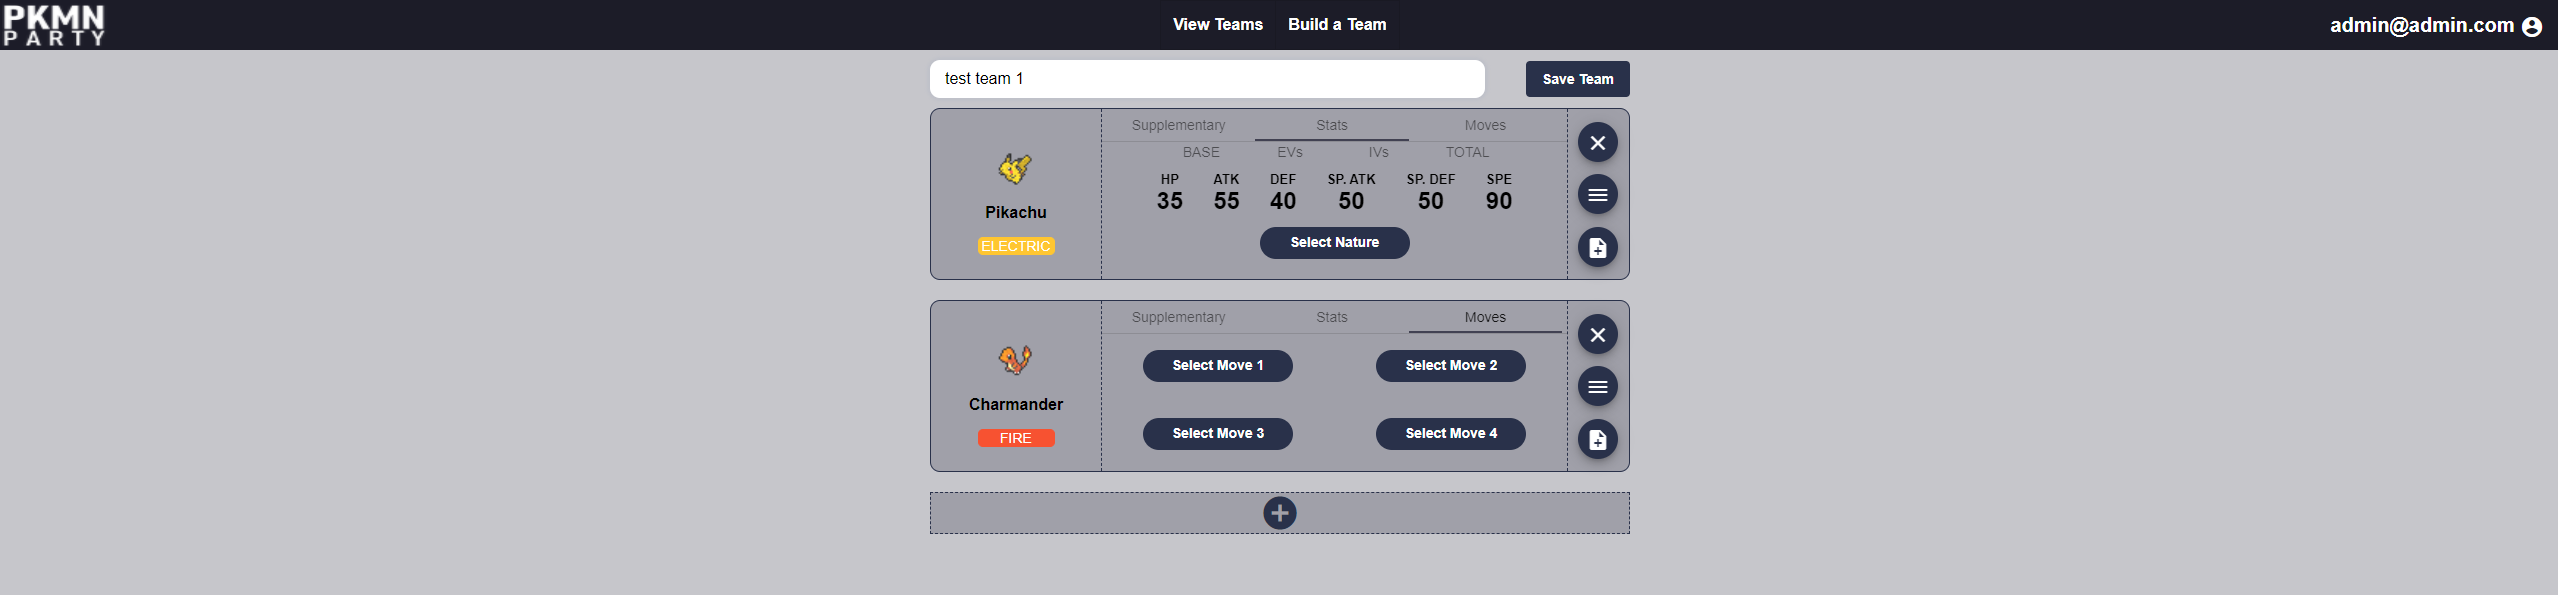 PKMN
PARTY
View Teams Build a Team
admin@admin.com
test team 1
Save Team
Pikachu
ELECTRIC
Supplementary Stats Moves
BASE EVs IVs TOTAL
HP ATK DEF SP. ATK SP. DEF SPE
35 55 40 50 50 90
Select Nature
Charmander
FIRE
Supplementary Stats Moves
Select Move 1 Select Move 2
Select Move 3 Select Move 4